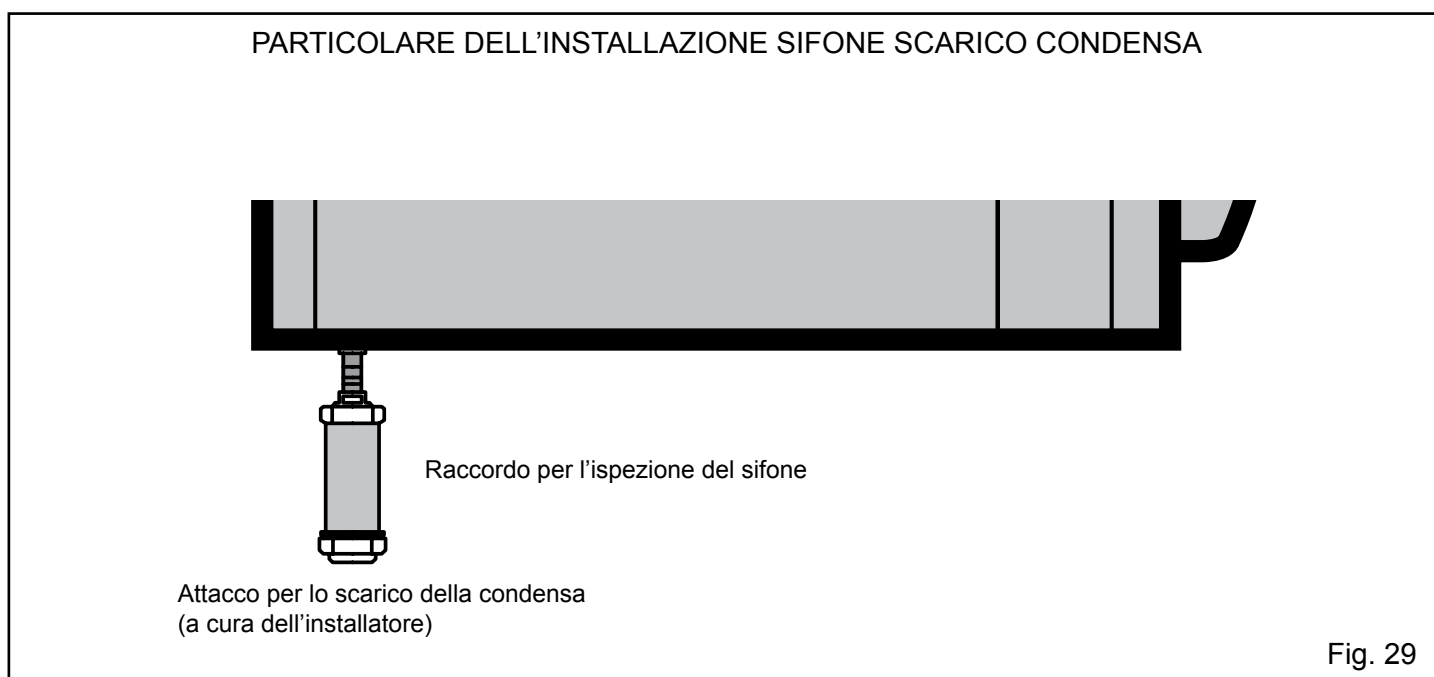 PARTICOLARE DELL’INSTALLAZIONE SIFONE SCARICO CONDENSA
Raccordo per l’ispezione del sifone
Attacco per lo scarico della condensa
(a cura dell’installatore)
Fig. 29